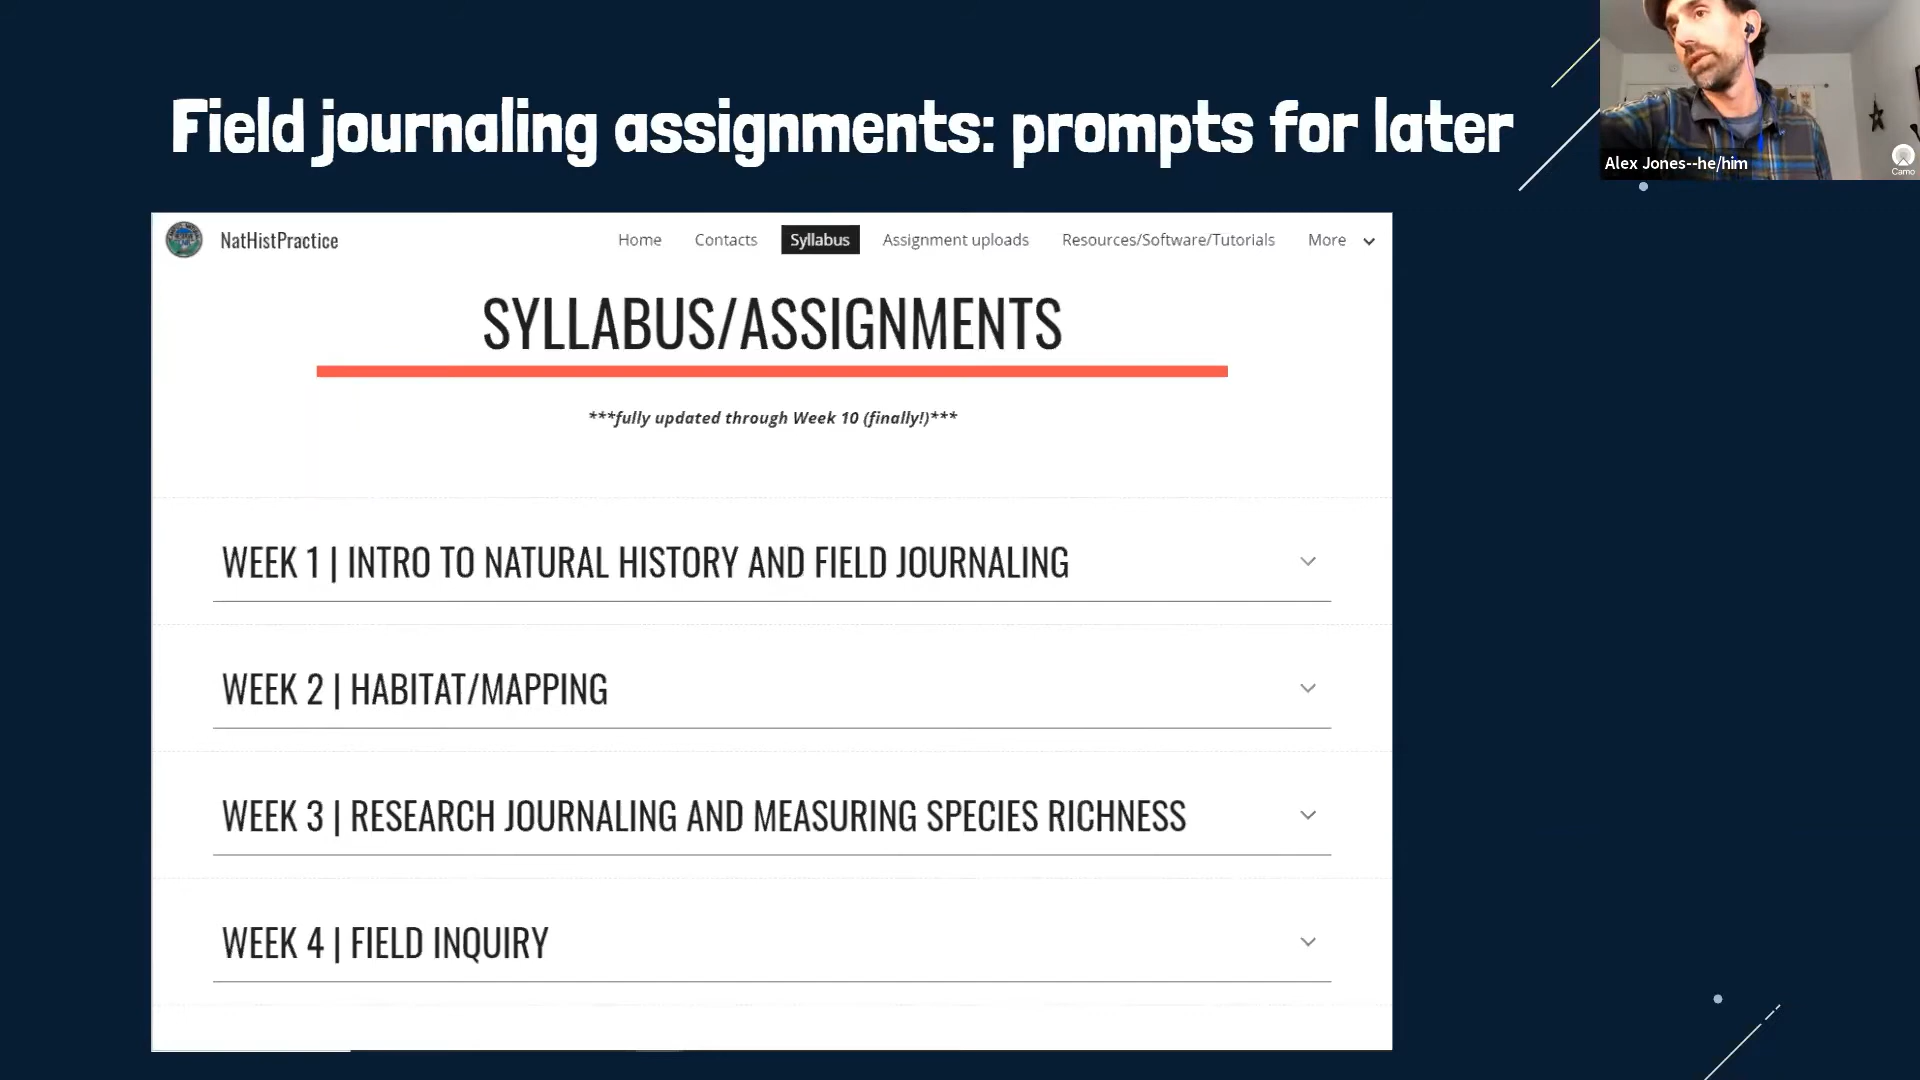 Field journaling assignments: prompts for later
Alex Jones--he/him
Camo
NatHistPractice
Home Contacts Syllabus Assignment uploads Resources/Software/Tutorials More
SYLLABUS/ASSIGNMENTS
***fully updated through Week 10 (finally!)***
WEEK 1 | INTRO TO NATURAL HISTORY AND FIELD JOURNALING
WEEK 2 | HABITAT/MAPPING
WEEK 3 | RESEARCH JOURNALING AND MEASURING SPECIES RICHNESS
WEEK 4 | FIELD INQUIRY